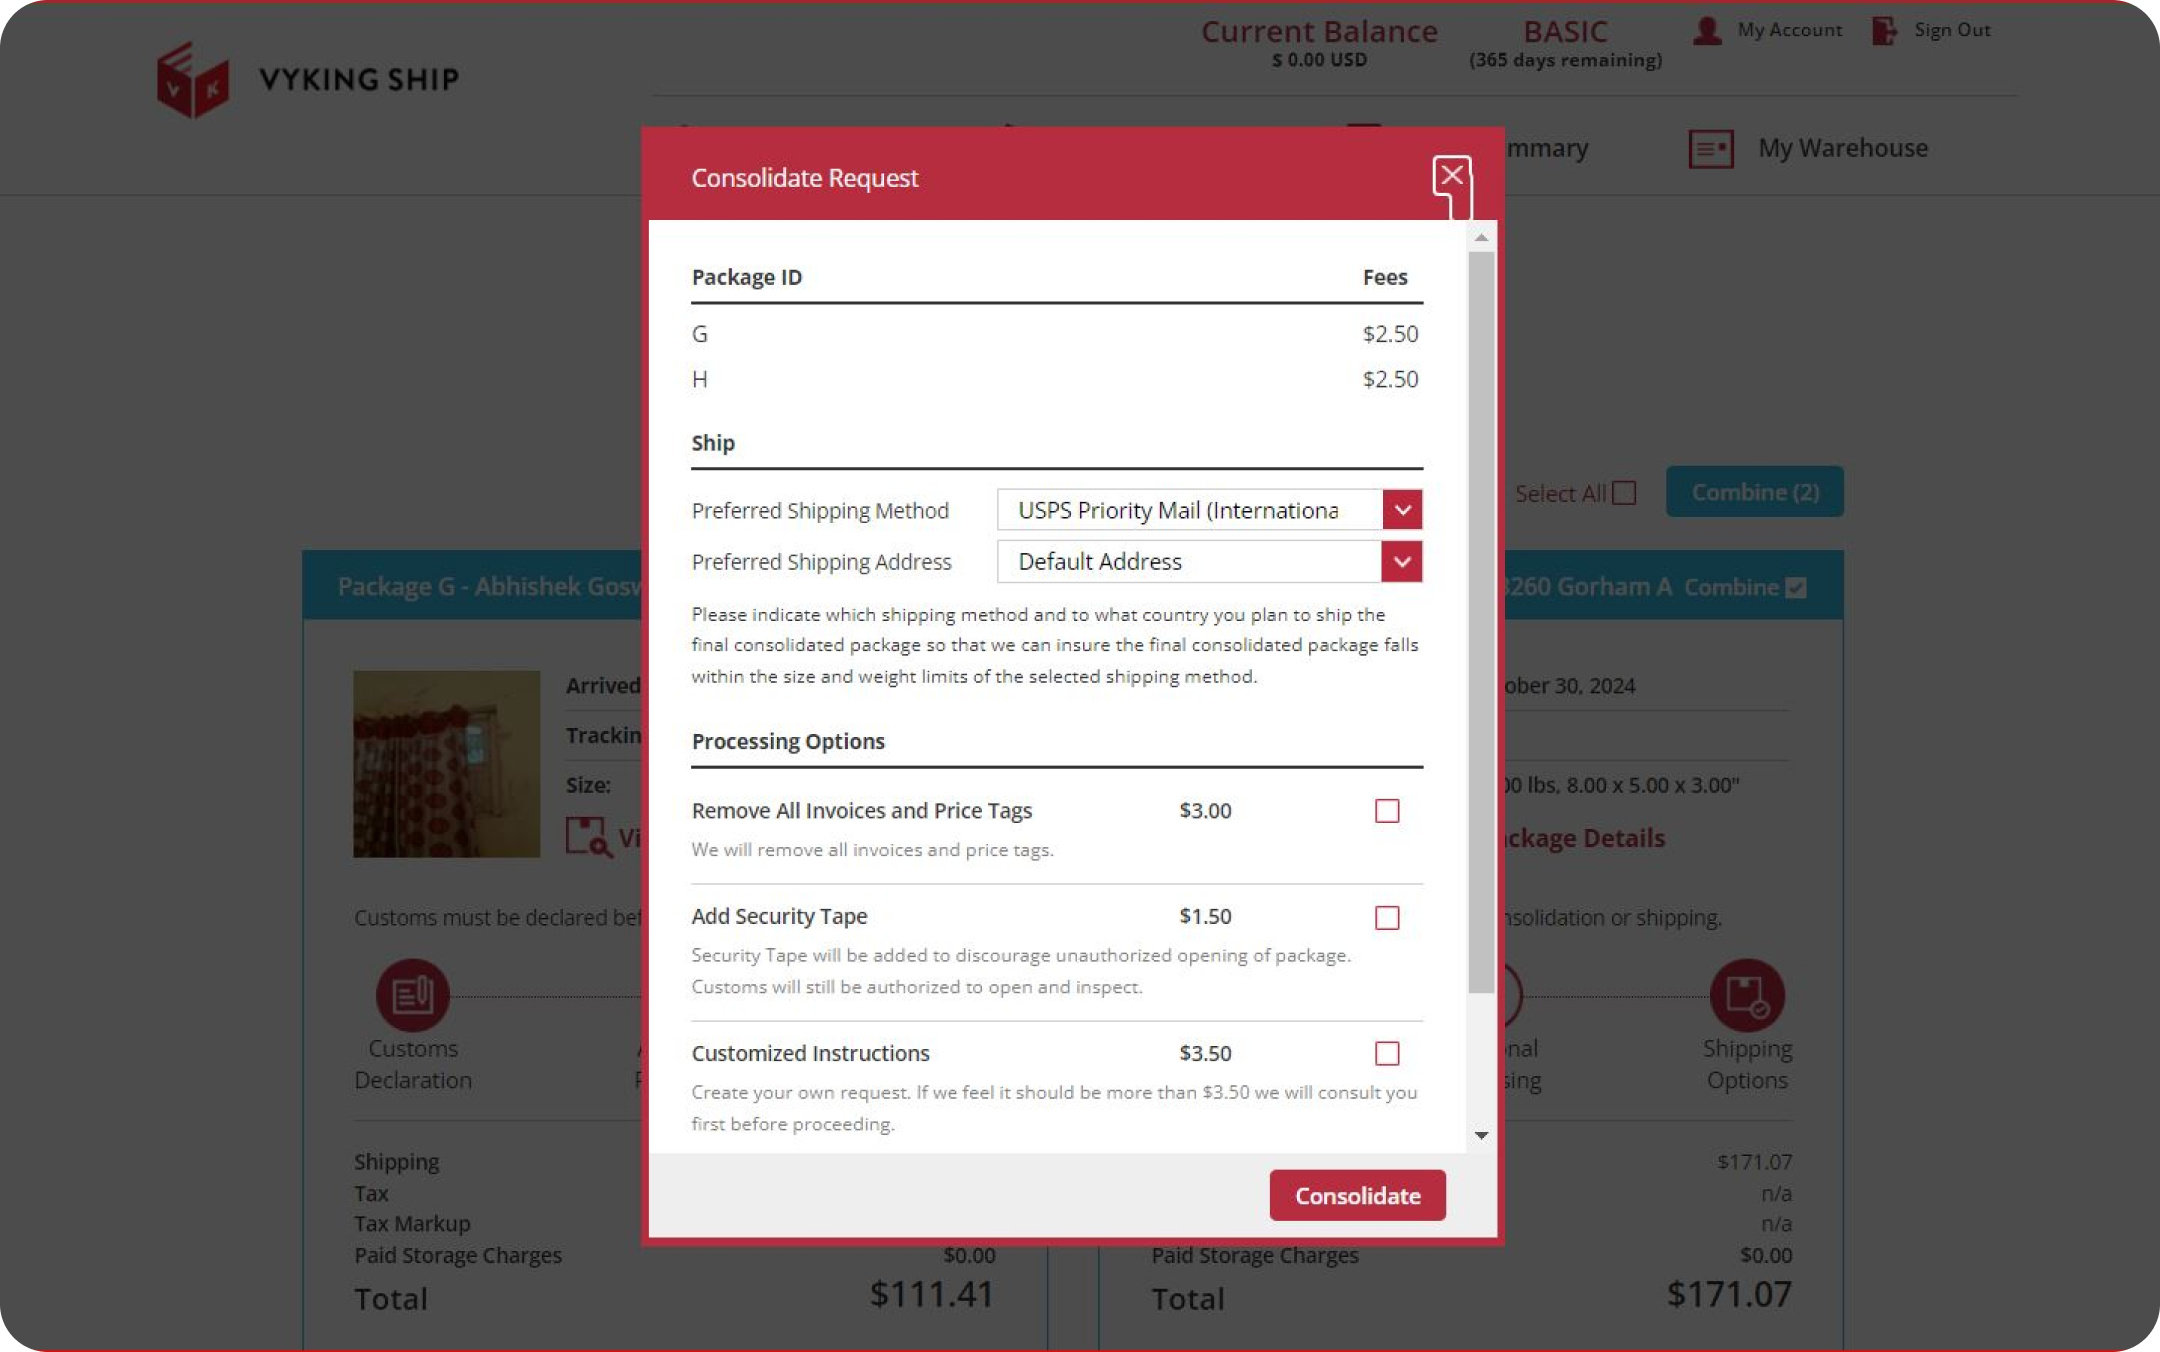 Current Balance
$ 0.00 USD
BASIC
(365 days remaining)
My Account
Sign Out
V K
VYKING SHIP
mmary
My Warehouse
Consolidate Request
Package ID Fees
G $2.50
H $2.50
Ship
Preferred Shipping Method USPS Priority Mail (Internationa
Preferred Shipping Address Default Address
Please indicate which shipping method and to what country you plan to ship the
final consolidated package so that we can insure the final consolidated package falls
within the size and weight limits of the selected shipping method.
Processing Options
Remove All Invoices and Price Tags $3.00
We will remove all invoices and price tags.
Add Security Tape $1.50
Security Tape will be added to discourage unauthorized opening of package.
Customs will still be authorized to open and inspect.
Customized Instructions $3.50
Create your own request. If we feel it should be more than $3.50 we will consult you
first before proceeding.
Consolidate
Select All
Combine (2)
Package G - Abhishek Gosw
Arrived
Trackin
Size:
Vi
Customs must be declared bef
Customs
Declaration
Shipping
Tax
Tax Markup
Paid Storage Charges $0.00
Total $111.41
3260 Gorham A Combine
ober 30, 2024
00 lbs, 8.00 x 5.00 x 3.00"
ckage Details
nsolidation or shipping.
nal
sing
Shipping
Options
$171.07
n/a
n/a
Paid Storage Charges $0.00
Total $171.07